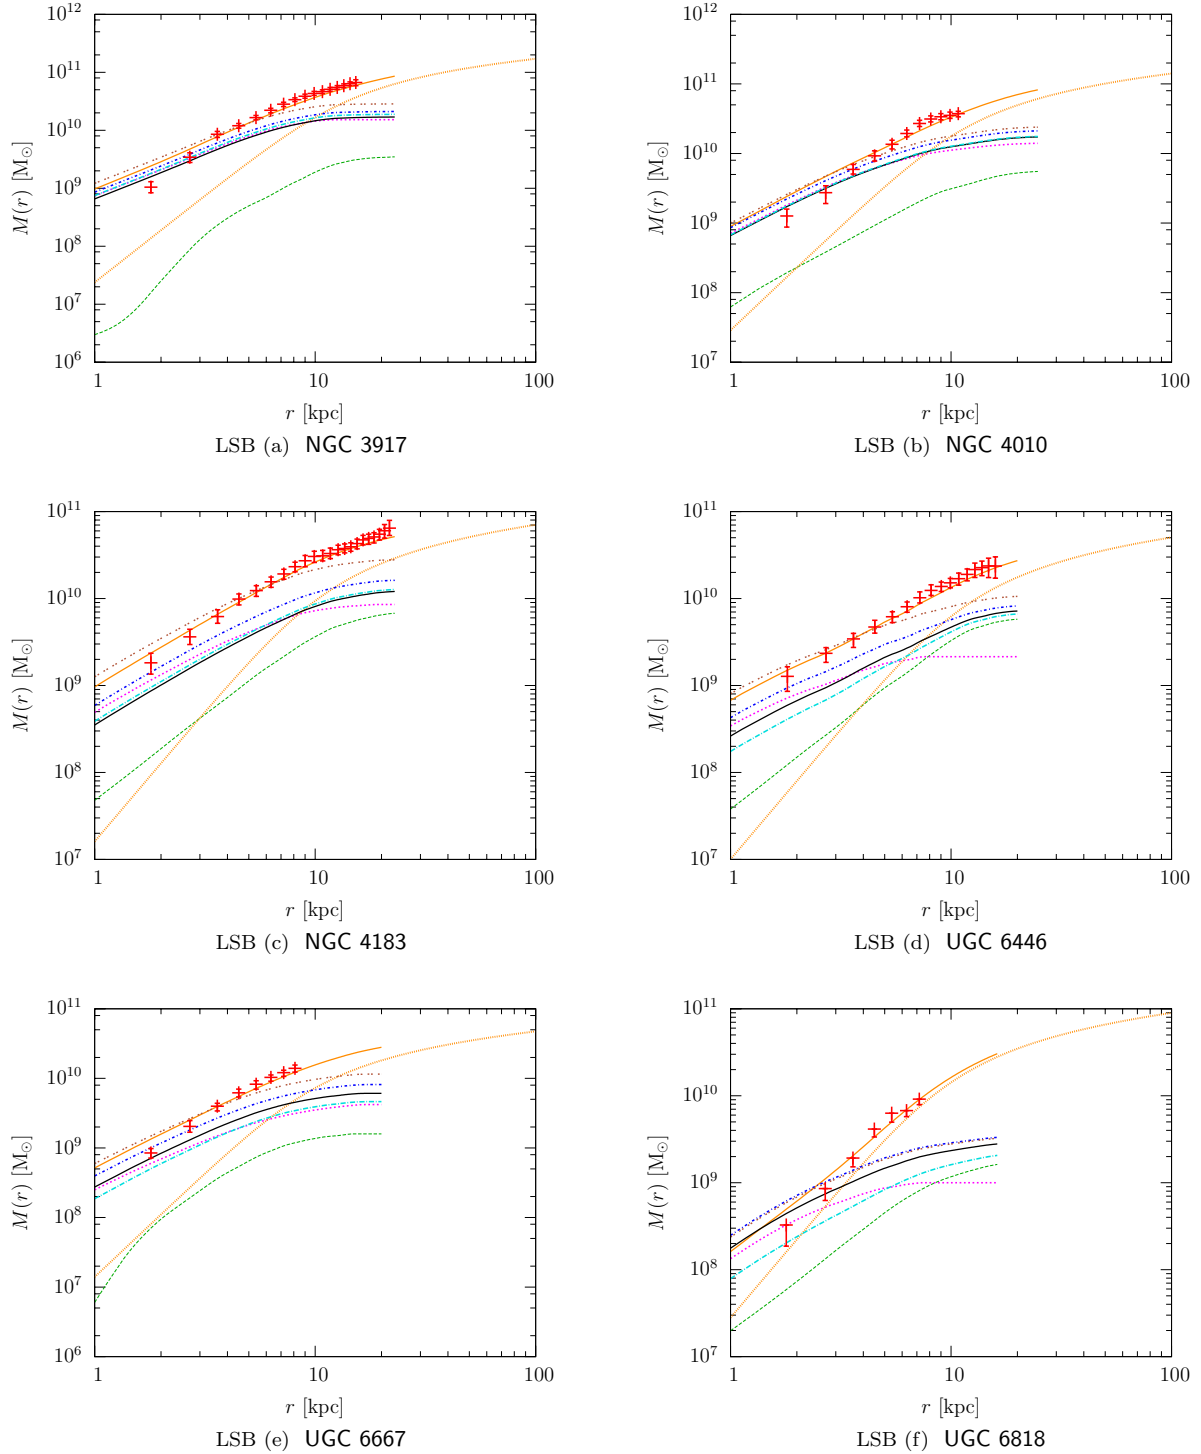 10^12
10^11
10^10
10^9
10^8
10^7
10^6
M(r) [M⊙]
1
10
100
r [kpc]
LSB (a) NGC 3917
10^12
10^11
10^10
10^9
10^8
10^7
M(r) [M⊙]
1
10
100
r [kpc]
LSB (b) NGC 4010
10^11
10^10
10^9
10^8
10^7
M(r) [M⊙]
1
10
100
r [kpc]
LSB (c) NGC 4183
10^11
10^10
10^9
10^8
10^7
M(r) [M⊙]
1
10
100
r [kpc]
LSB (d) UGC 6446
10^11
10^10
10^9
10^8
10^7
10^6
M(r) [M⊙]
1
10
100
r [kpc]
LSB (e) UGC 6667
10^11
10^10
10^9
10^8
10^7
M(r) [M⊙]
1
10
100
r [kpc]
LSB (f) UGC 6818